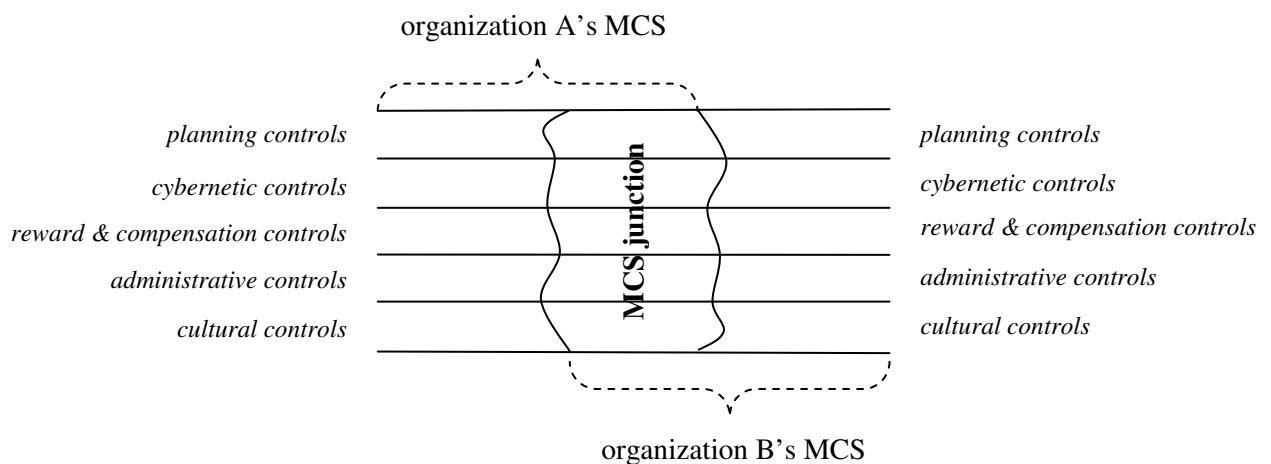 organization A's MCS
planning controls
cybernetic controls
reward & compensation controls
administrative controls
cultural controls
MCS junction
planning controls
cybernetic controls
reward & compensation controls
administrative controls
cultural controls
organization B's MCS